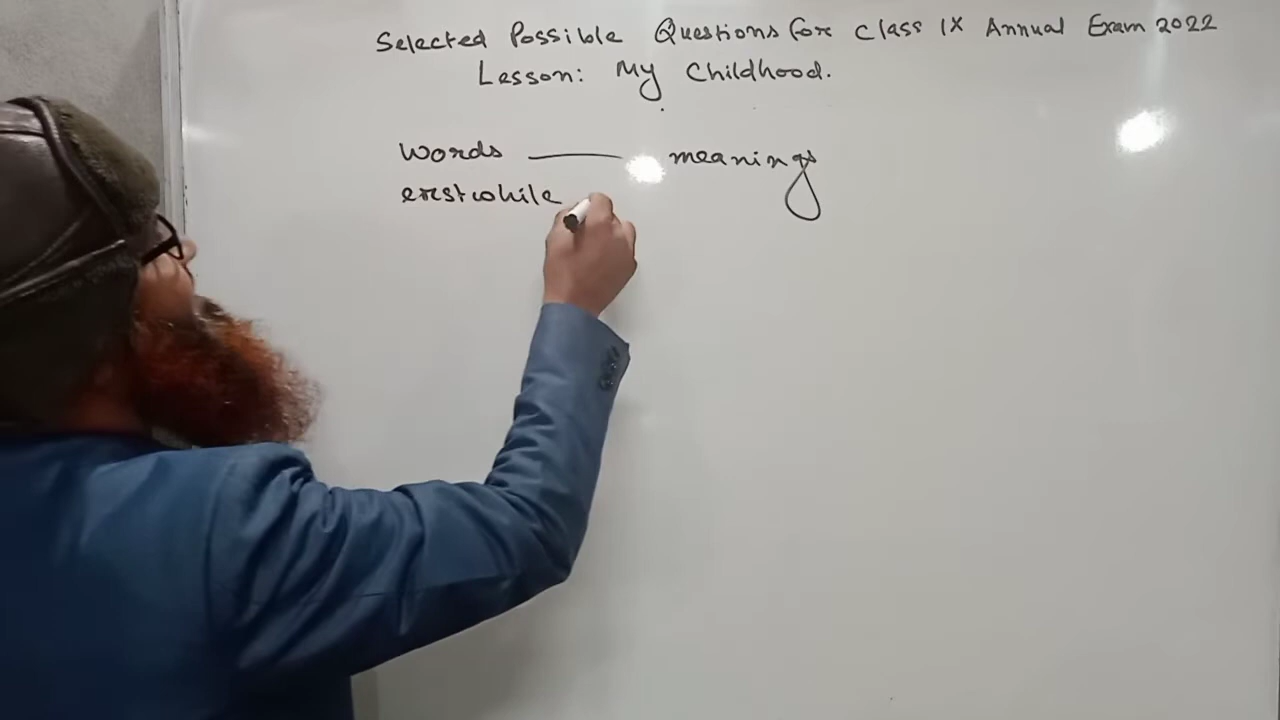 Selected Possible Questions for Class IX Annual Exam 2022
Lesson: My Childhood.
words — meanings
erstwhile